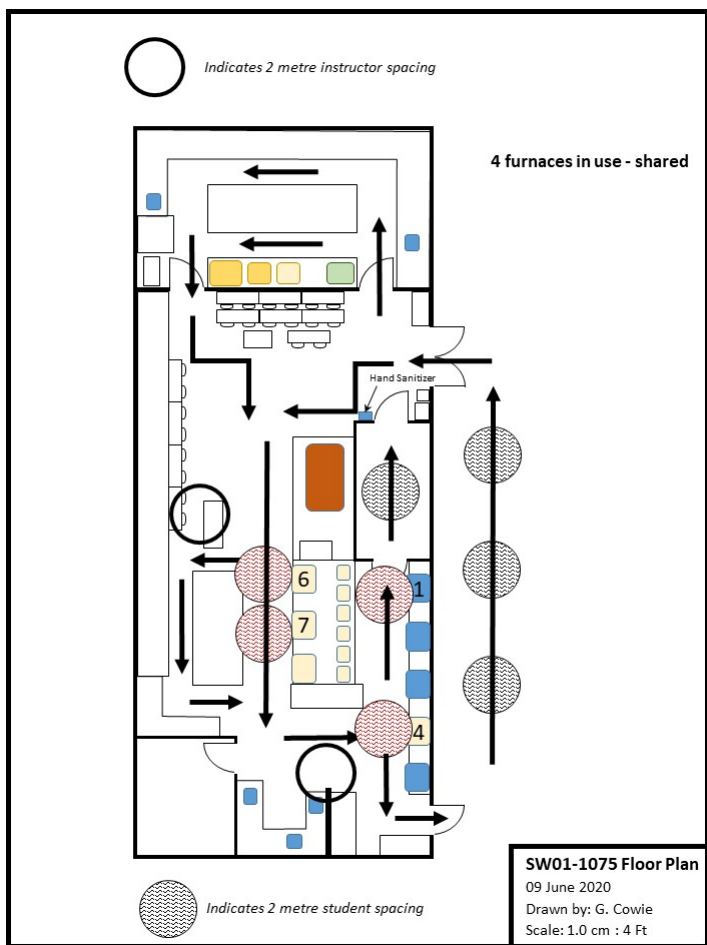 Indicates 2 metre instructor spacing
4 furnaces in use - shared
Hand Sanitizer
6
1
7
4
SW01-1075 Floor Plan
09 June 2020
Drawn by: G. Cowie
Scale: 1.0 cm : 4 Ft
Indicates 2 metre student spacing